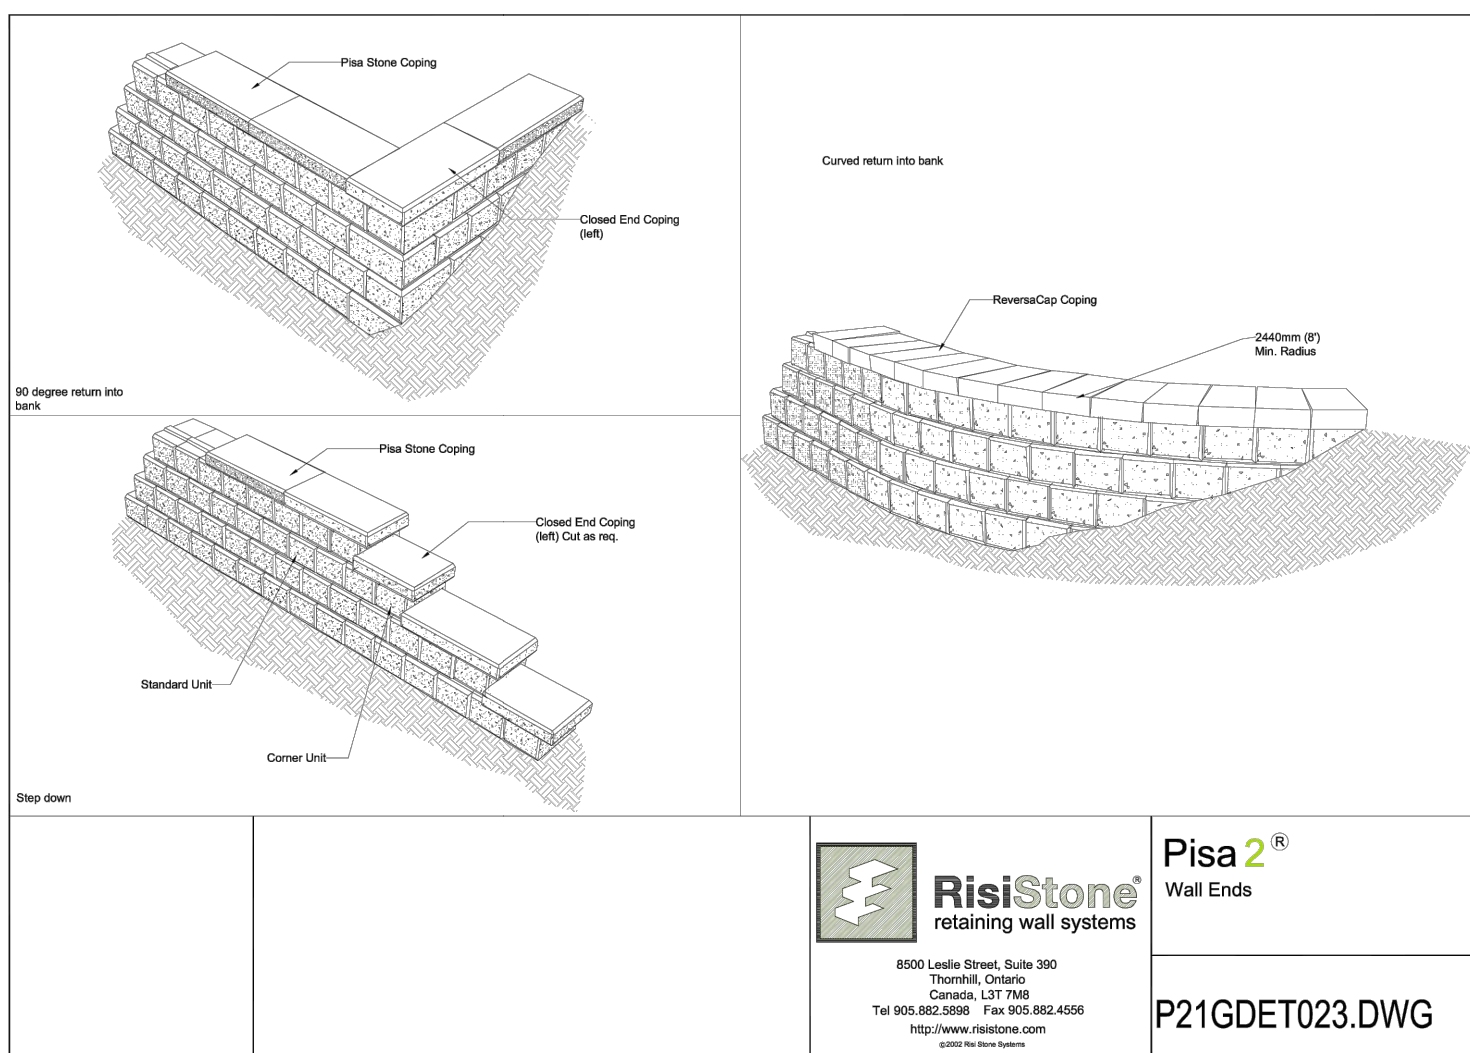 Pisa Stone Coping
Closed End Coping
(left)
90 degree return into
bank
Pisa Stone Coping
Closed End Coping
(left) Cut as req.
Standard Unit
Corner Unit
Step down
Curved return into bank
ReversaCap Coping
2440mm (8')
Min. Radius
RisiStone®
retaining wall systems
8500 Leslie Street, Suite 390
Thornhill, Ontario
Canada, L3T 7M8
Tel 905.882.5898 Fax 905.882.4556
http://www.risistone.com
©2002 Risi Stone Systems
Pisa 2®
Wall Ends
P21GDET023.DWG